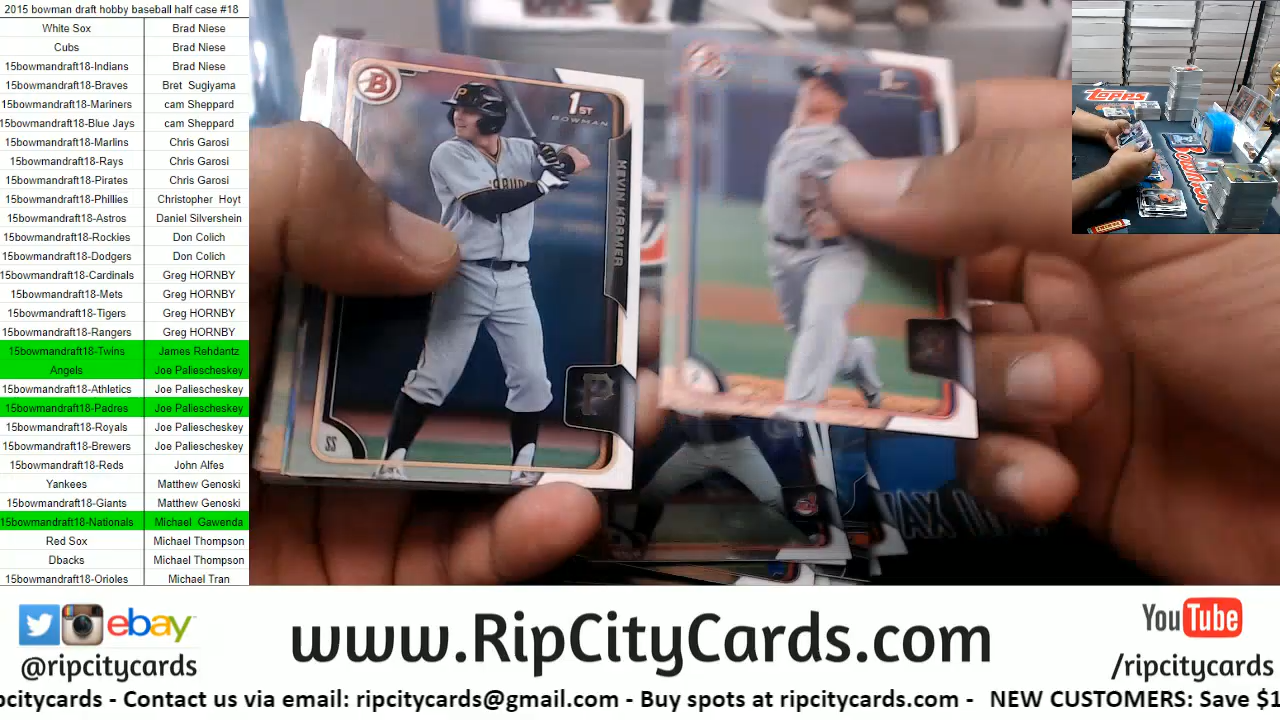 2015 bowman draft hobby baseball half case #18
White Sox Brad Niese
Cubs Brad Niese
15bowmandraft18-Indians Brad Niese
15bowmandraft18-Braves Bret Sugiyama
15bowmandraft18-Mariners cam Sheppard
15bowmandraft18-Blue Jays cam Sheppard
15bowmandraft18-Marlins Chris Garosi
15bowmandraft18-Rays Chris Garosi
15bowmandraft18-Pirates Chris Garosi
15bowmandraft18-Phillies Christopher Hoyt
15bowmandraft18-Astros Daniel Silvershein
15bowmandraft18-Rockies Don Colich
15bowmandraft18-Dodgers Don Colich
15bowmandraft18-Cardinals Greg HORNBY
15bowmandraft18-Mets Greg HORNBY
15bowmandraft18-Tigers Greg HORNBY
15bowmandraft18-Rangers Greg HORNBY
15bowmandraft18-Twins James Rehdantz
Angels Joe Paliescheskey
15bowmandraft18-Athletics Joe Paliescheskey
15bowmandraft18-Padres Joe Paliescheskey
15bowmandraft18-Royals Joe Paliescheskey
15bowmandraft18-Brewers Joe Paliescheskey
15bowmandraft18-Reds John Alfes
Yankees Matthew Genoski
15bowmandraft18-Giants Matthew Genoski
15bowmandraft18-Nationals Michael Gawenda
Red Sox Michael Thompson
Dbacks Michael Thompson
15bowmandraft18-Orioles Michael Tran
B
1ST
BOWMAN
KEVIN KRAMER
P
SS
1ST
topps
ebay
@ripcitycards
www.RipCityCards.com
YouTube
/ripcitycards
pcitycards - Contact us via email: ripcitycards@gmail.com - Buy spots at ripcitycards.com - NEW CUSTOMERS: Save $1